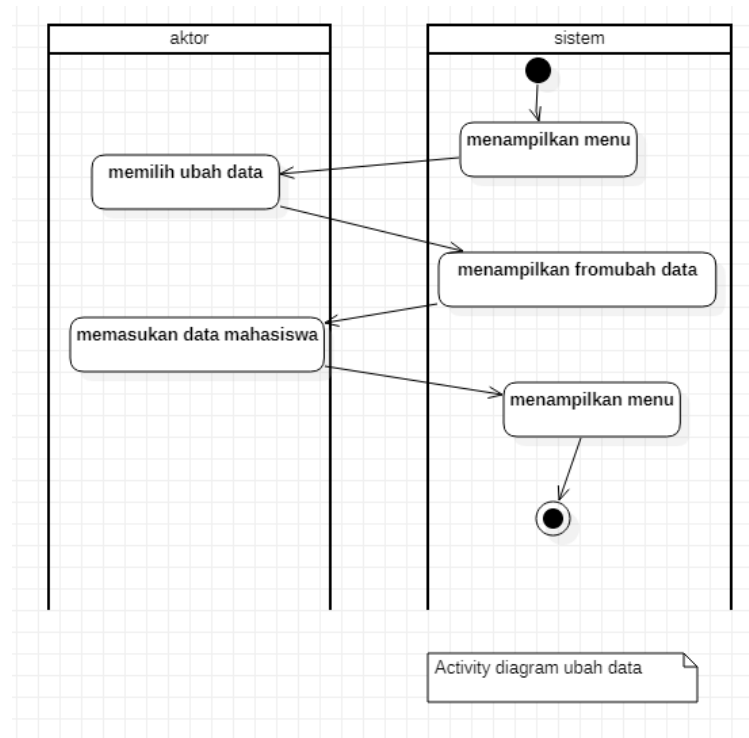 aktor
sistem
menampilkan menu
memilih ubah data
menampilkan fromubah data
memasukan data mahasiswa
menampilkan menu
Activity diagram ubah data